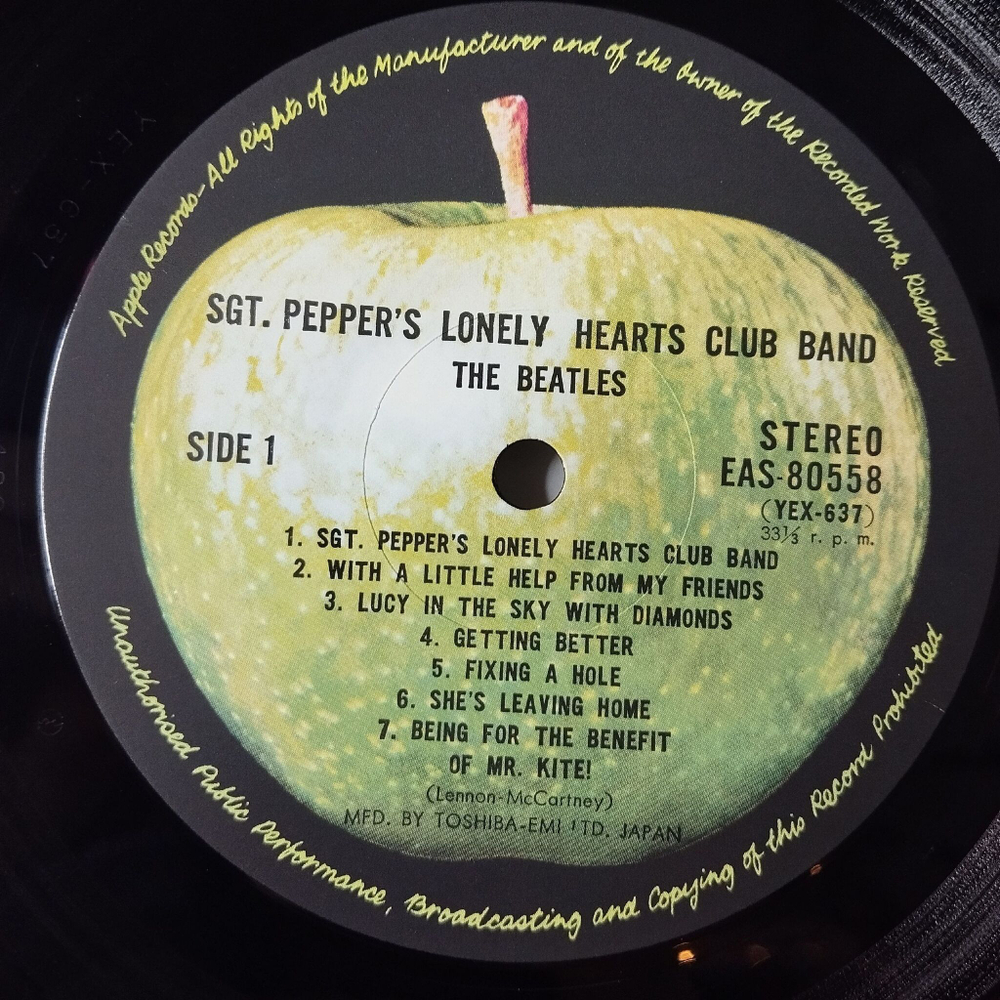 Apple Records-All Rights of the Manufacturer and of the Owner of the Recorded Work Reserved
SGT. PEPPER'S LONELY HEARTS CLUB BAND
THE BEATLES
SIDE 1
STEREO
EAS-80558
(YEX-637)
33⅓ r. p. m.
1. SGT. PEPPER'S LONELY HEARTS CLUB BAND
2. WITH A LITTLE HELP FROM MY FRIENDS
3. LUCY IN THE SKY WITH DIAMONDS
4. GETTING BETTER
5. FIXING A HOLE
6. SHE'S LEAVING HOME
7. BEING FOR THE BENEFIT
OF MR. KITE!
(Lennon-McCartney)
MFD. BY TOSHIBA-EMI LTD. JAPAN
Unauthorised Public Performance, Broadcasting and Copying of this Record Prohibited
YEX-637